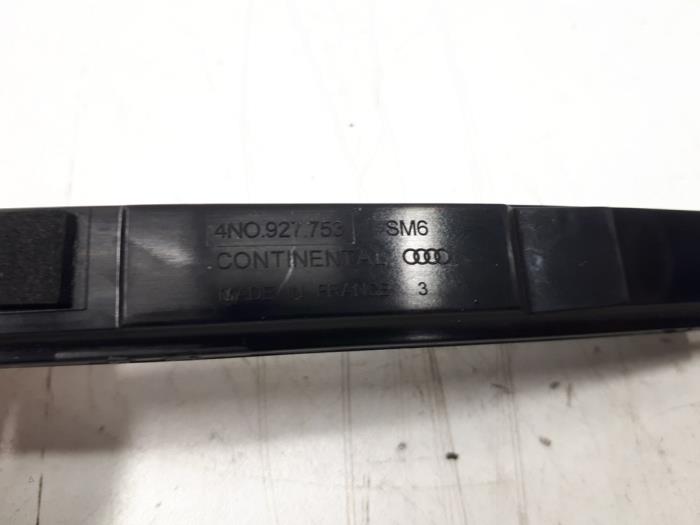 4N0.927.753 SM6
CONTINENTAL
MADE IN FRANCE 3